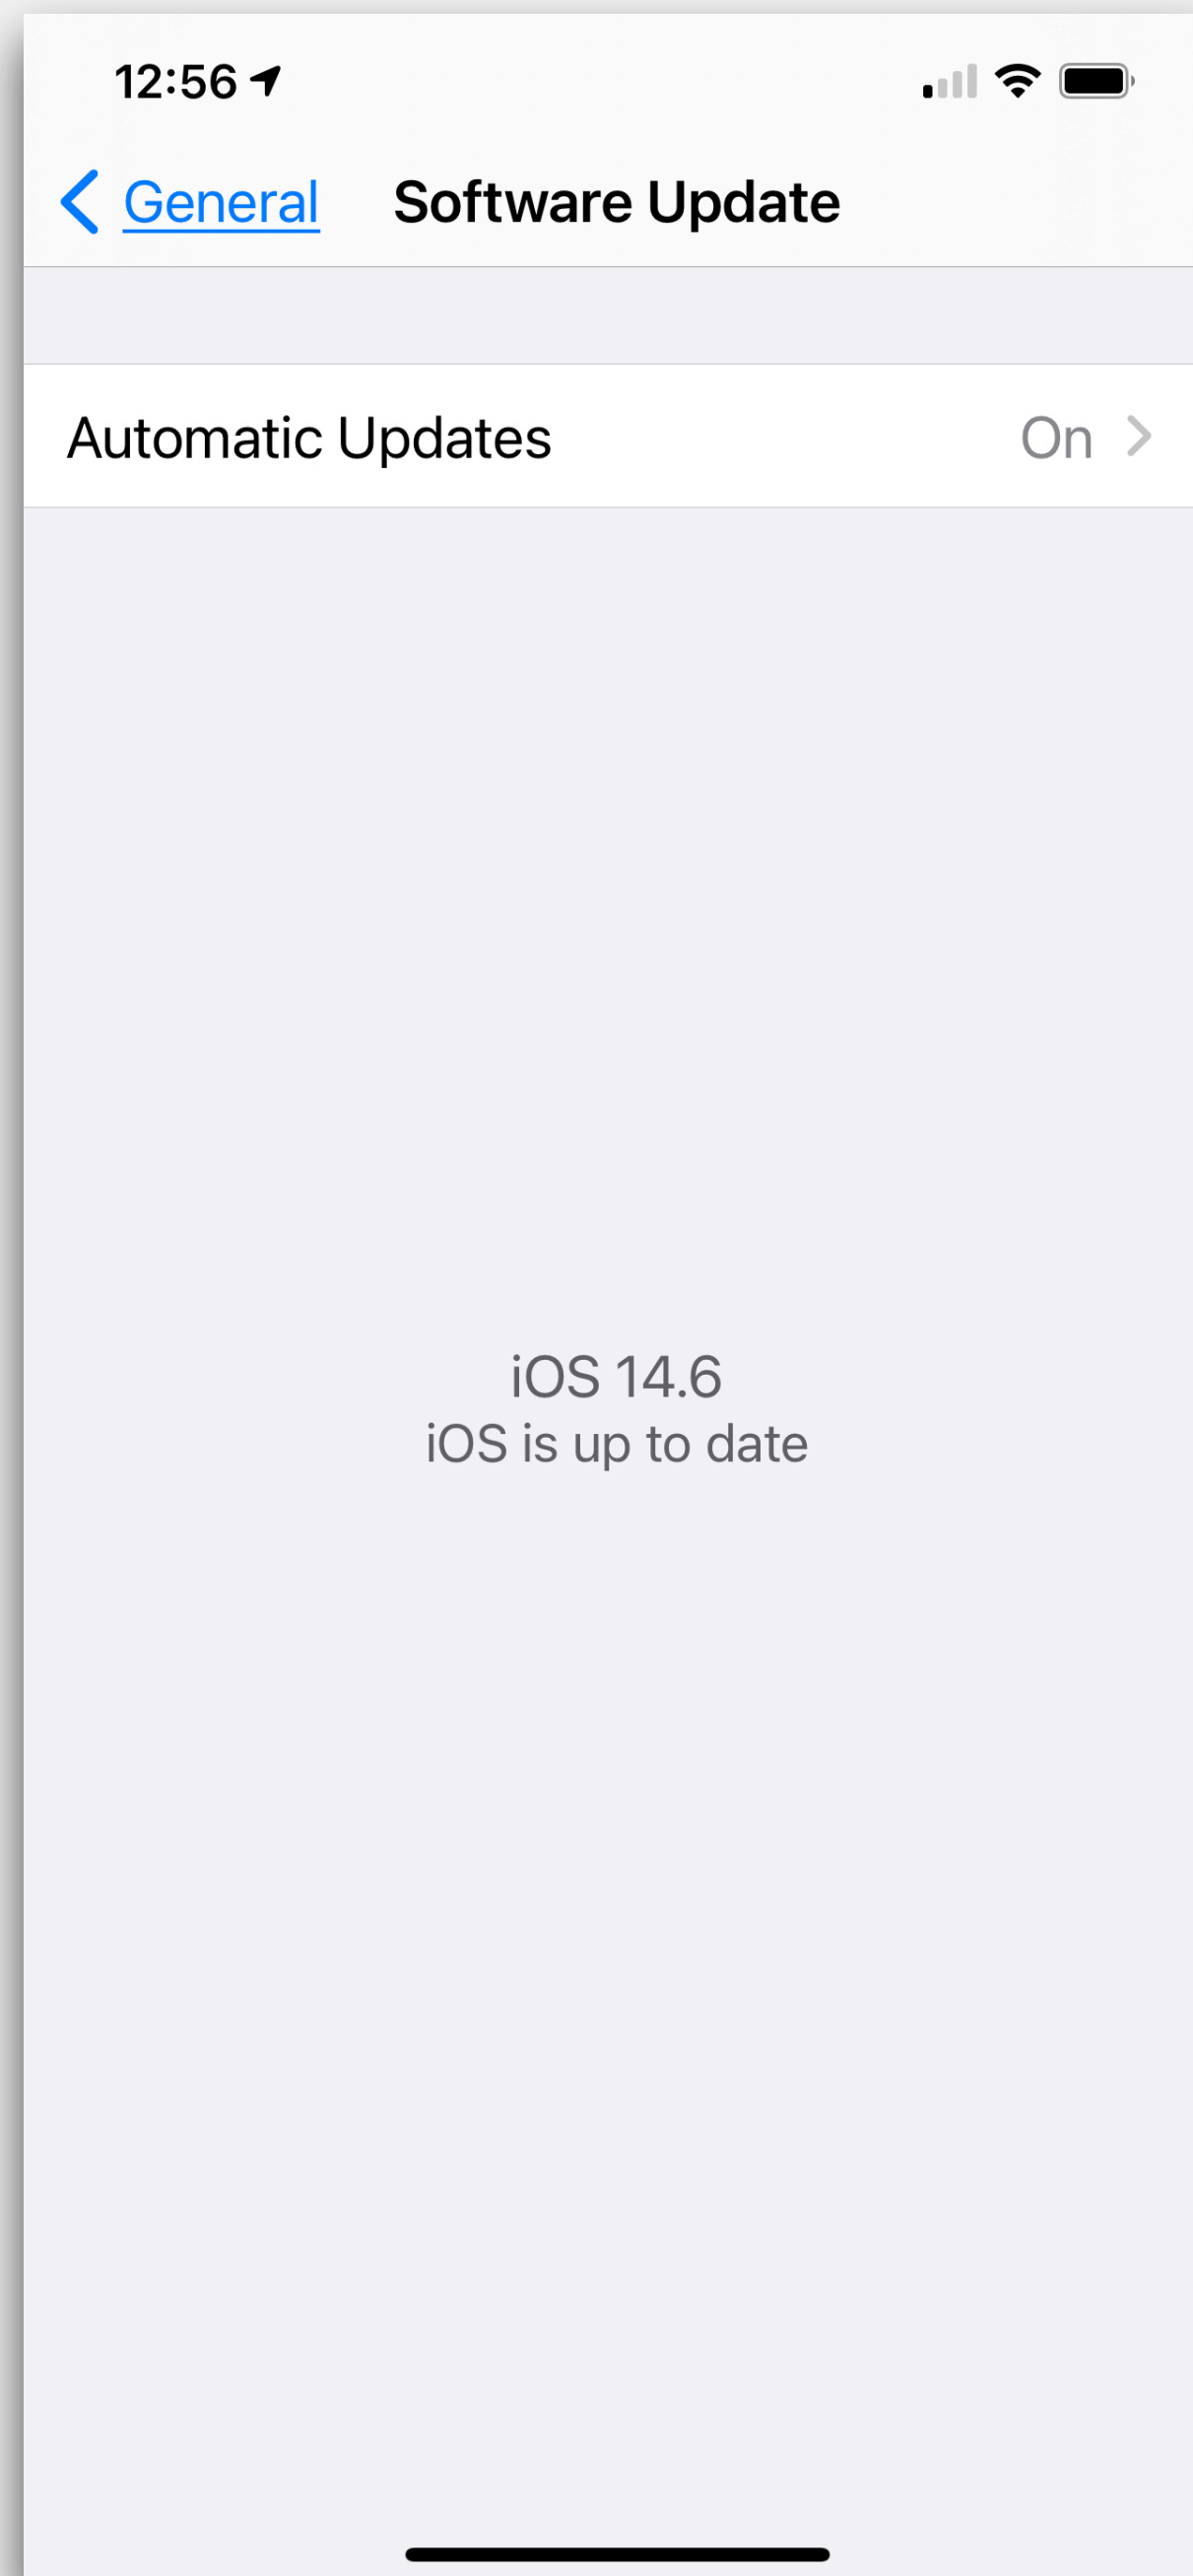 12:56
General
Software Update
Automatic Updates
On
iOS 14.6
iOS is up to date